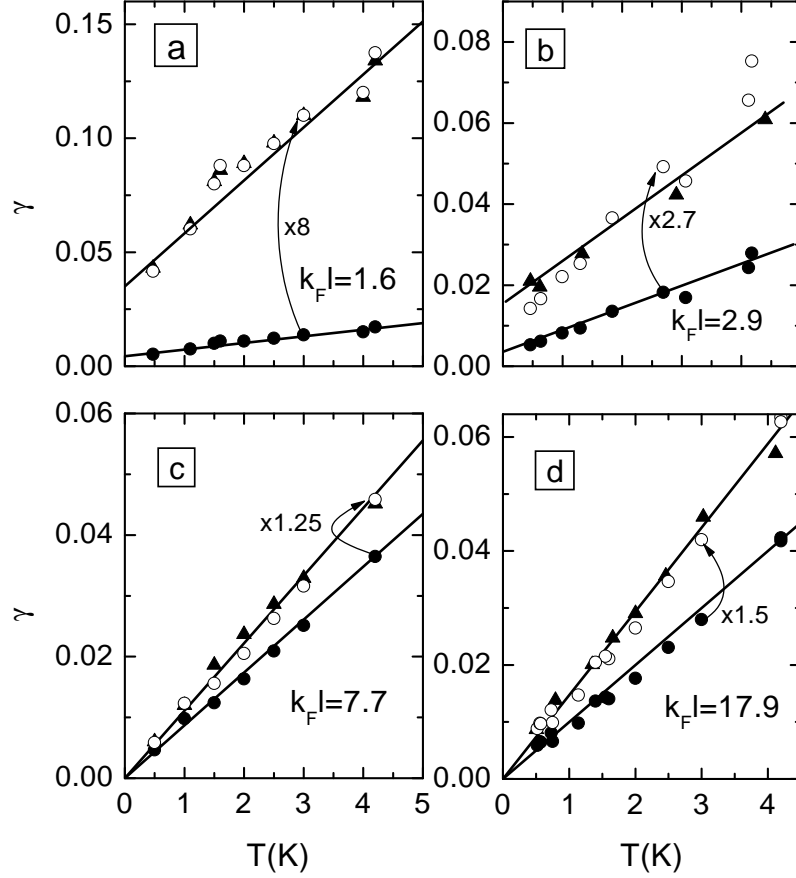 a
0.15
0.10
0.05
0.00
γ
x8
k_Fl=1.6
b
0.08
0.06
0.04
0.02
0.00
x2.7
k_Fl=2.9
c
0.06
0.04
0.02
0.00
γ
x1.25
k_Fl=7.7
0 1 2 3 4 5
T(K)
d
0.06
0.04
0.02
0.00
x1.5
k_Fl=17.9
0 1 2 3 4
T(K)